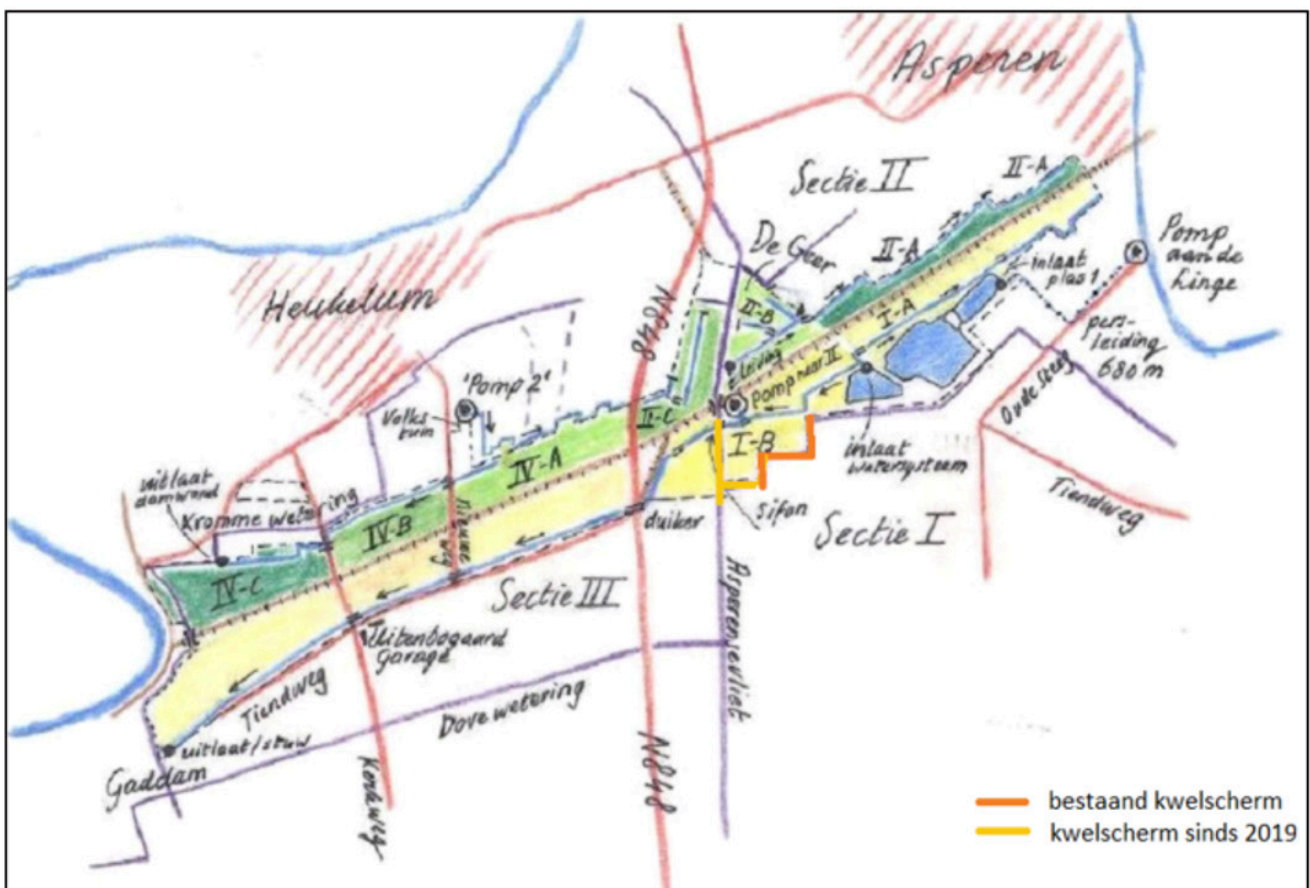 Asperen
Sectie II
II-A
De Geer
II-A
inlaat
plas 1
Pomp
aan de
Linge
Heukelum
N848
II-B
I-A
pers-
leiding
680 m
leiding
pomp naar II
Oude Steeg
'Pomp 2'
Volks
tuin
II-C
I-B
inlaat
watersysteem
uitlaat
damwand
Kromme wetering
IV-A
IV-B
Nieuwe
weg
duiker
Sifon
Sectie I
Tiendweg
IV-C
Sectie III
Asperensevliet
Uitenbogaard
Garage
Tiendweg
Dove wetering
uitlaat/stuw
Gaddam
Kerkweg
N848
bestaand kwelscherm
kwelscherm sinds 2019